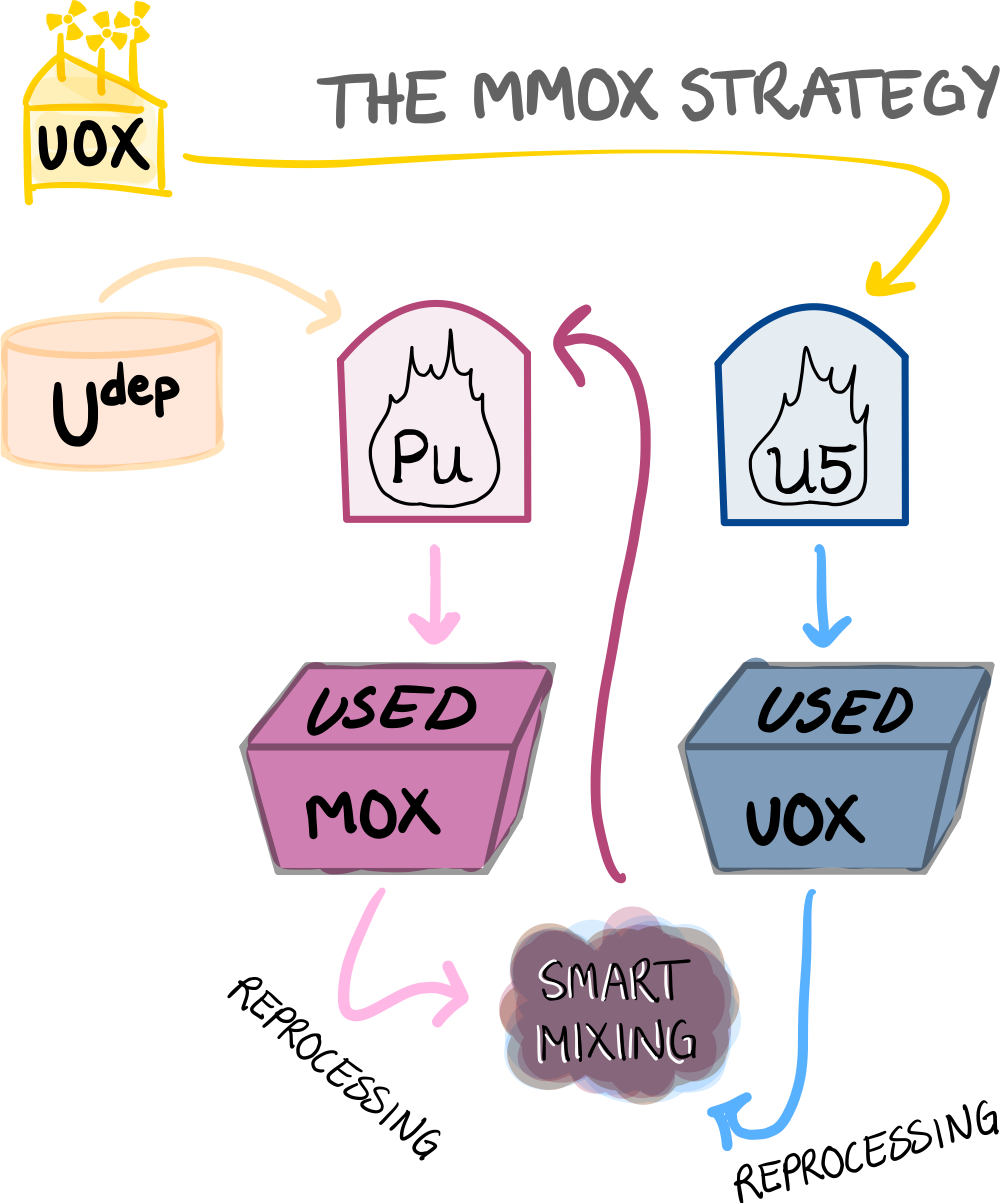 THE MMOX STRATEGY
UOX
Udep
Pu
U5
USED
MOX
USED
UOX
SMART
MIXING
REPROCESSING
REPROCESSING